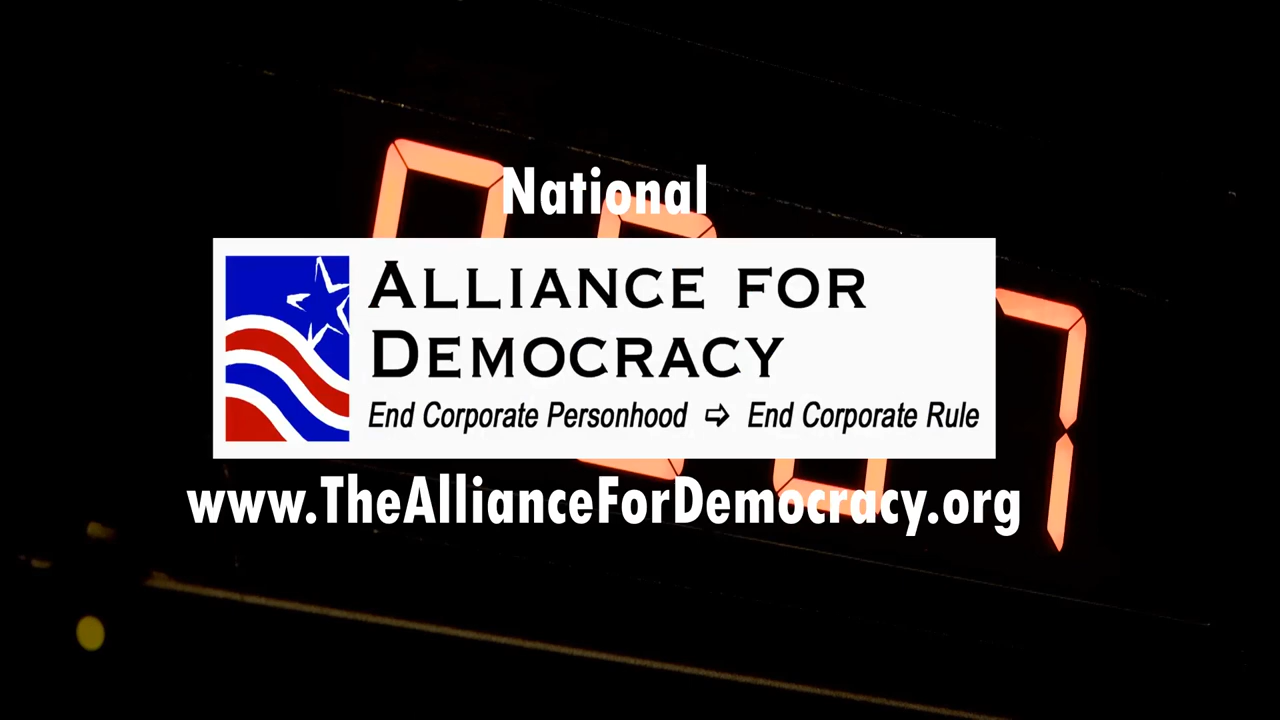 National
ALLIANCE FOR
DEMOCRACY
End Corporate Personhood ⇨ End Corporate Rule
www.TheAllianceForDemocracy.org